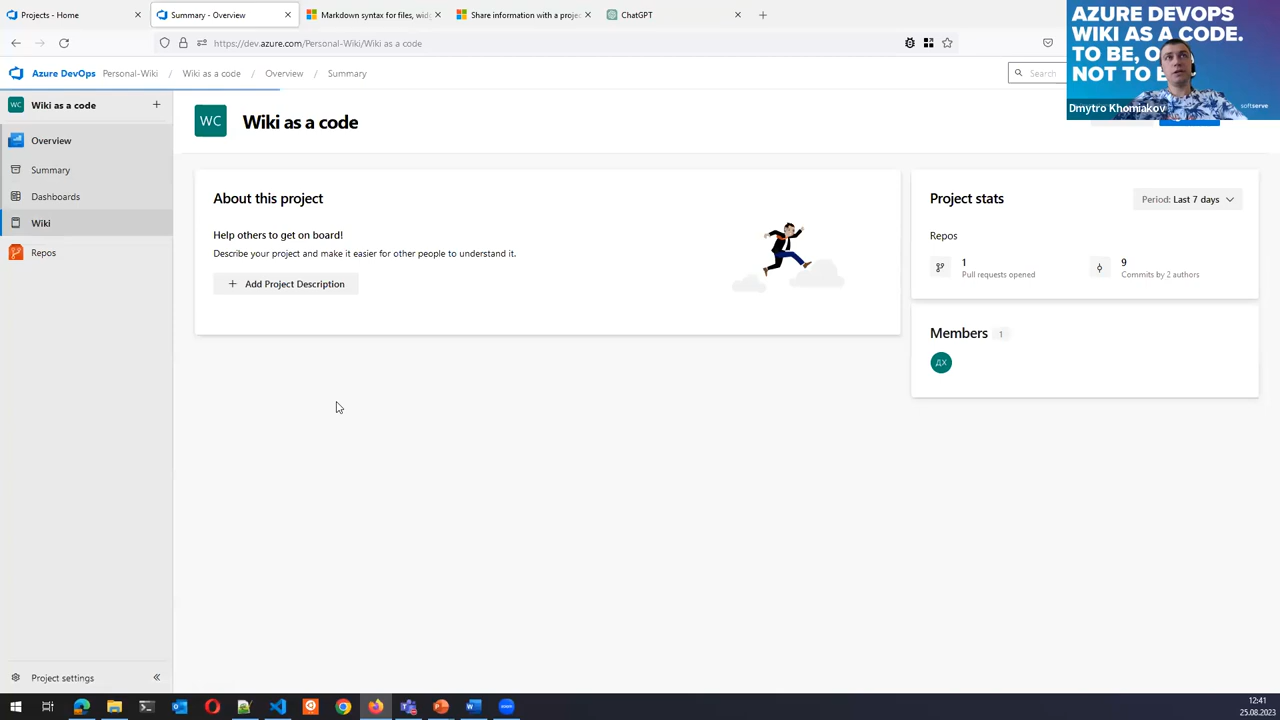 Projects - Home
Summary - Overview
Markdown syntax for files, wid
Share information with a proje
ChatGPT
https://dev.azure.com/Personal-Wiki/Wiki as a code
Azure DevOps
Personal-Wiki
/
Wiki as a code
/
Overview
/
Summary
Search
AZURE DEVOPS
WIKI AS A CODE.
TO BE, O
NOT TO
Dmytro Khomiakov
softserve
WC
Wiki as a code
Overview
Summary
Dashboards
Wiki
Repos
Project settings
WC
Wiki as a code
About this project
Help others to get on board!
Describe your project and make it easier for other people to understand it.
Add Project Description
Project stats
Period: Last 7 days
Repos
1
Pull requests opened
9
Commits by 2 authors
Members 1
ДХ
12:41
25.08.2023